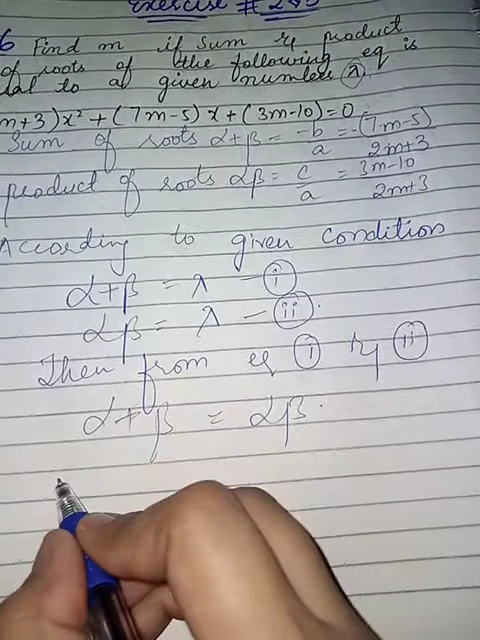 Exercise # 2.3
6 Find m if sum & product
of roots of the following eq is
ual to a given number λ.
m+3)x² + (7m-5)x + (3m-10)=0
Sum of roots α+β = -b/a = -(7m-5)/2m+3
product of roots αβ = c/a = 3m-10/2m+3
According to given condition
α+β = λ — (i)
αβ = λ — (ii).
Then from eq (i) & (ii)
α+β = αβ.